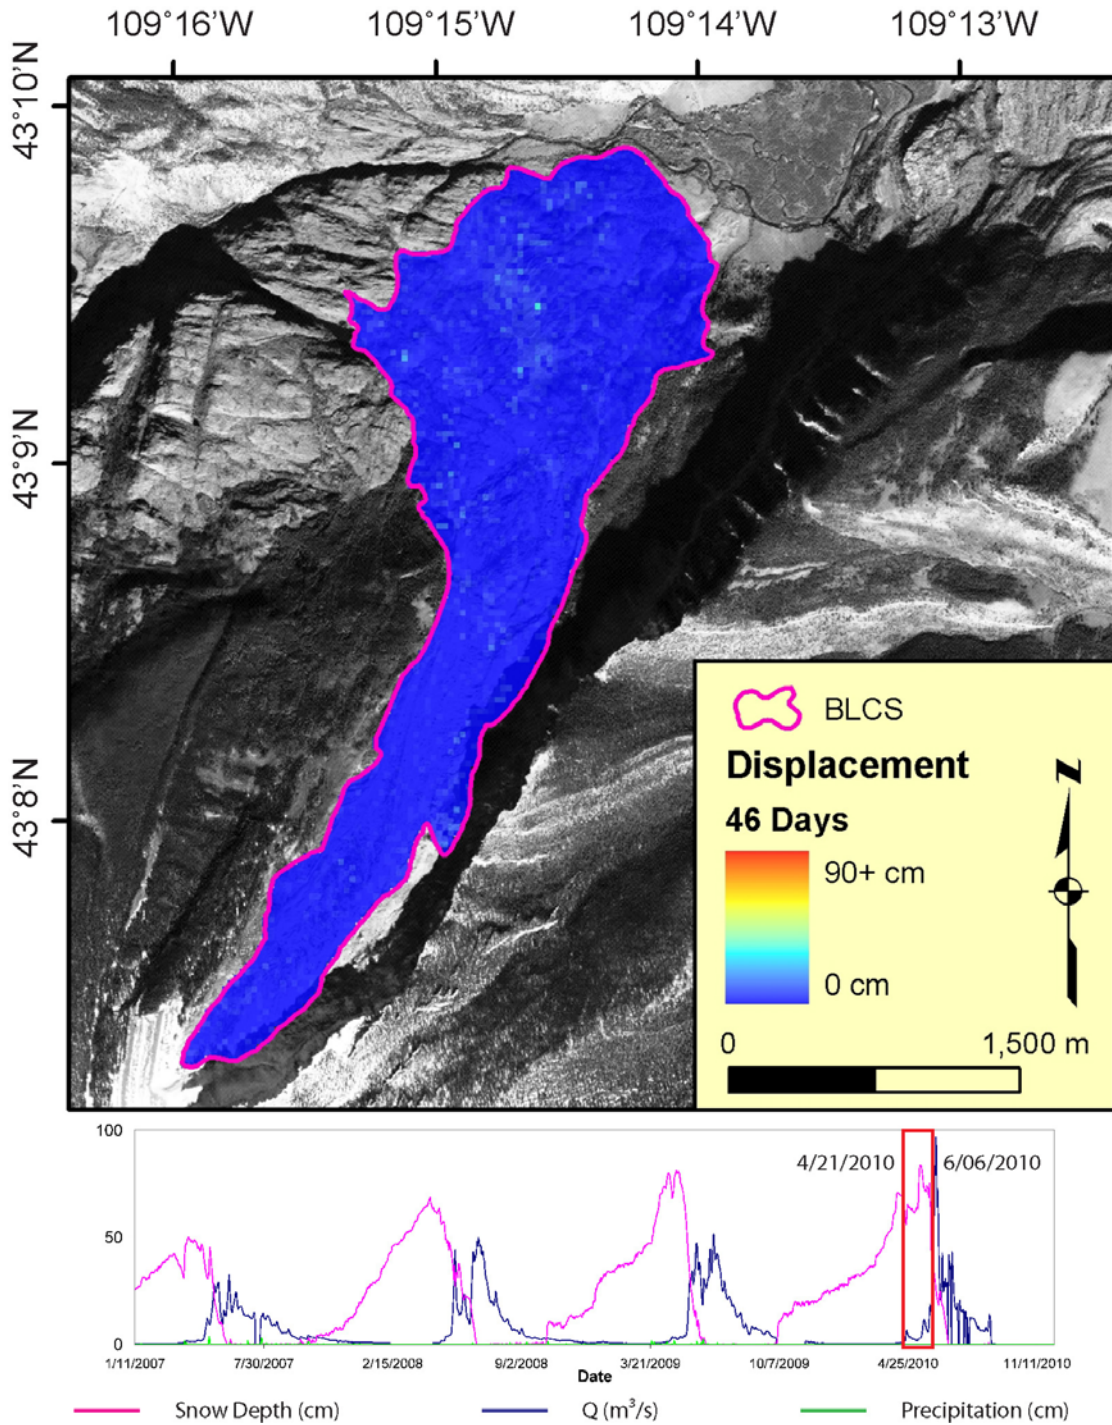 109°16'W 109°15'W 109°14'W 109°13'W
43°10'N
43°9'N
43°8'N
BLCS
Displacement
46 Days
90+ cm
0 cm
N
0 1,500 m
100
50
0
4/21/2010 6/06/2010
1/11/2007 7/30/2007 2/15/2008 9/2/2008 3/21/2009 10/7/2009 4/25/2010 11/11/2010
Date
Snow Depth (cm) Q (m³/s) Precipitation (cm)